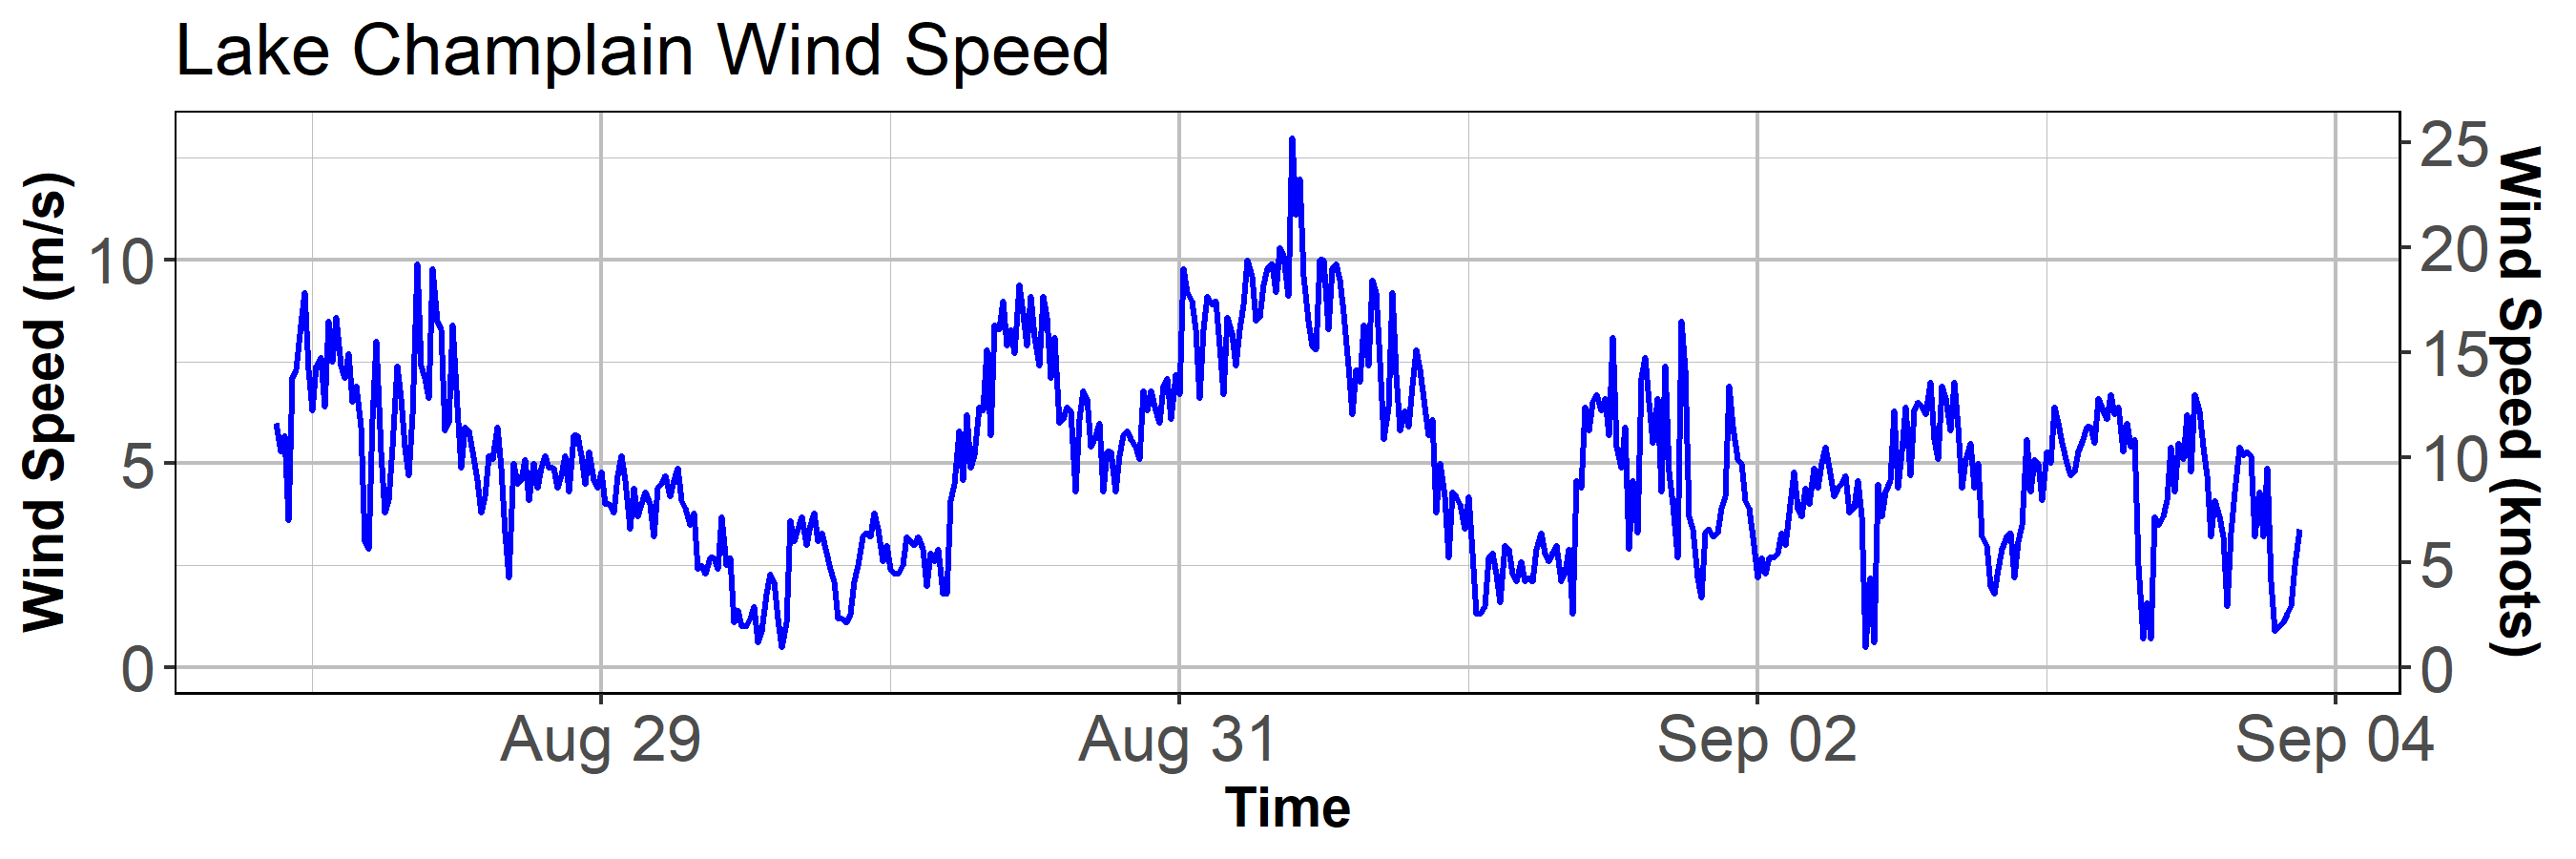 Lake Champlain Wind Speed
Wind Speed (m/s)
10
5
0
25
20
15
10
5
0
Wind Speed (knots)
Aug 29
Aug 31
Sep 02
Sep 04
Time